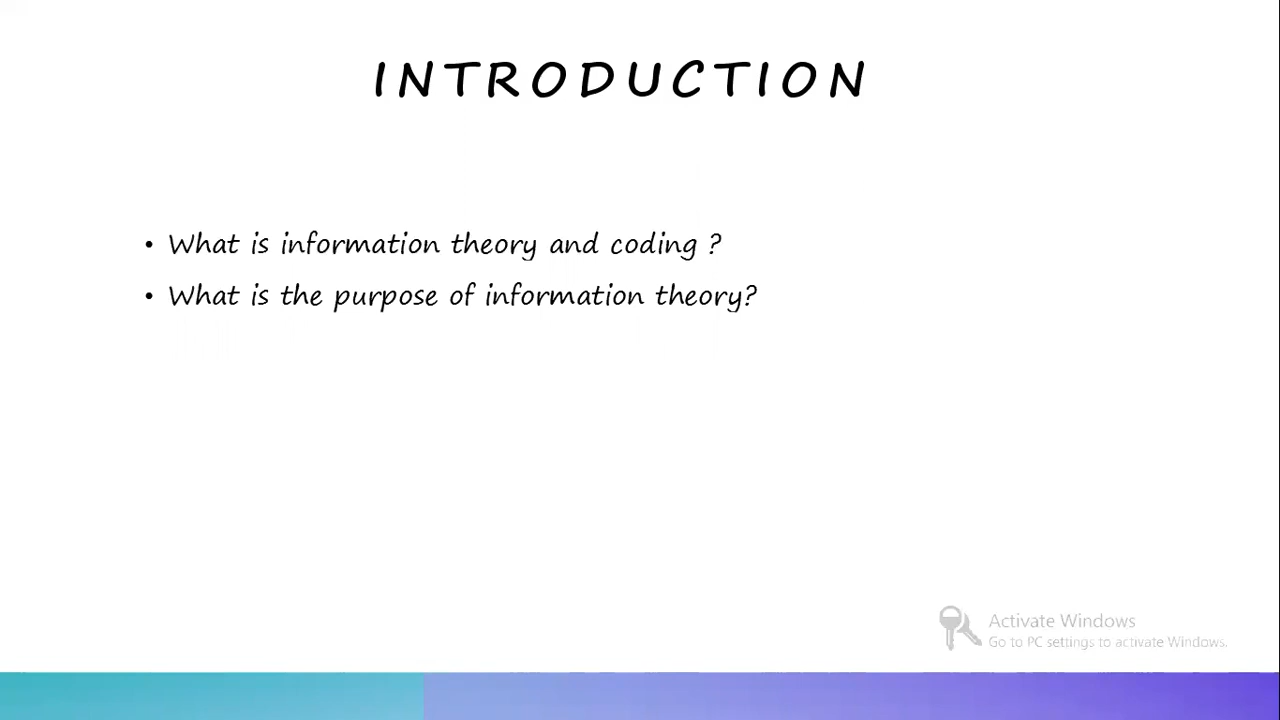 INTRODUCTION
• What is information theory and coding ?
• What is the purpose of information theory?
Activate Windows
Go to PC settings to activate Windows.